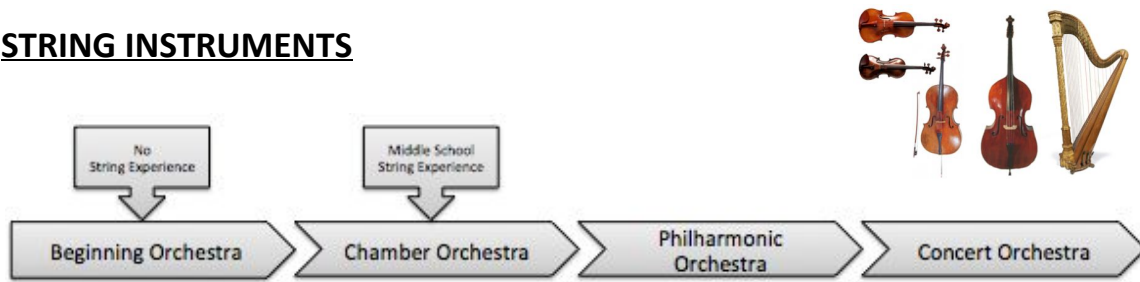 STRING INSTRUMENTS
No
String Experience
Middle School
String Experience
Beginning Orchestra
Chamber Orchestra
Philharmonic
Orchestra
Concert Orchestra